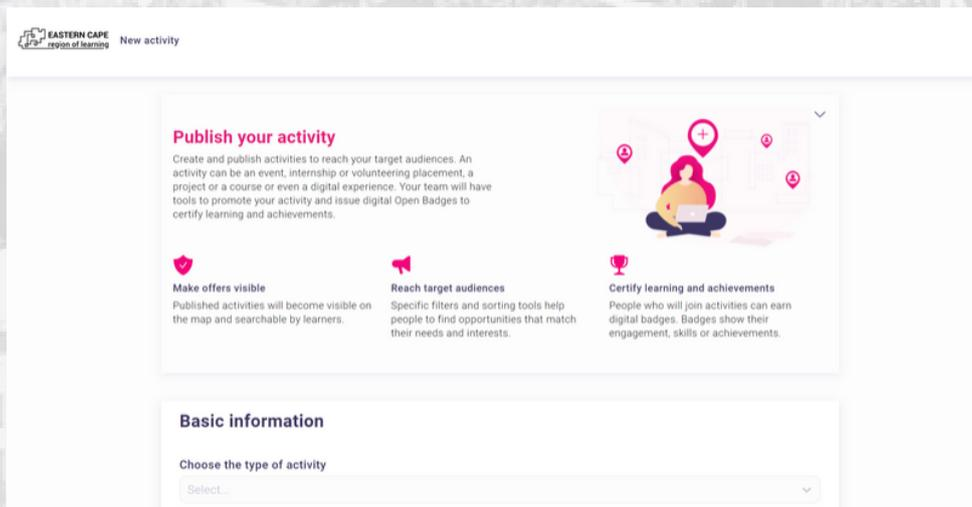 EASTERN CAPE
region of learning
New activity
Publish your activity
Create and publish activities to reach your target audiences. An
activity can be an event, internship or volunteering placement, a
project or a course or even a digital experience. Your team will have
tools to promote your activity and issue digital Open Badges to
certify learning and achievements.
Make offers visible
Published activities will become visible on
the map and searchable by learners.
Reach target audiences
Specific filters and sorting tools help
people to find opportunities that match
their needs and interests.
Certify learning and achievements
People who will join activities can earn
digital badges. Badges show their
engagement, skills or achievements.
Basic information
Choose the type of activity
Select...